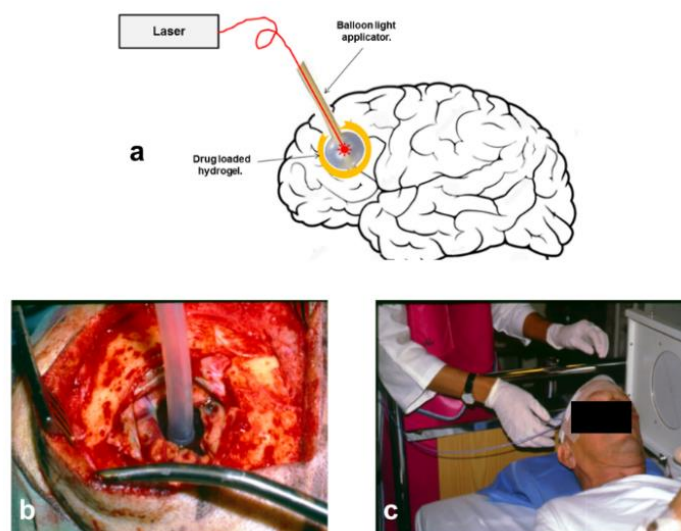 Laser
Balloon light
applicator.
a
Drug loaded
hydrogel.
b
c